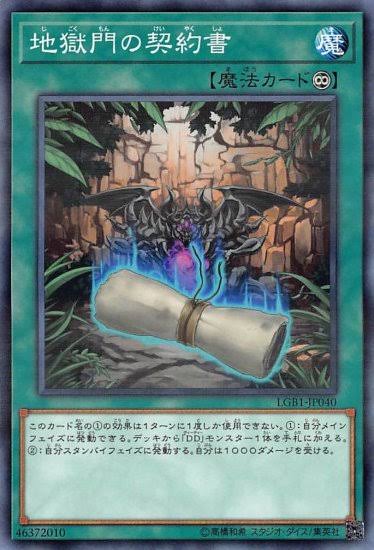 地獄門の契約書
魔
【魔法カード】
LGB1-JP040
このカード名の①の効果は1ターンに1度しか使用できない。①:自分メイン
フェイズに発動できる。デッキから「DD」モンスター1体を手札に加える。
②:自分スタンバイフェイズに発動する。自分は1000ダメージを受ける。
46372010
©高橋和希 スタジオ・ダイス/集英社